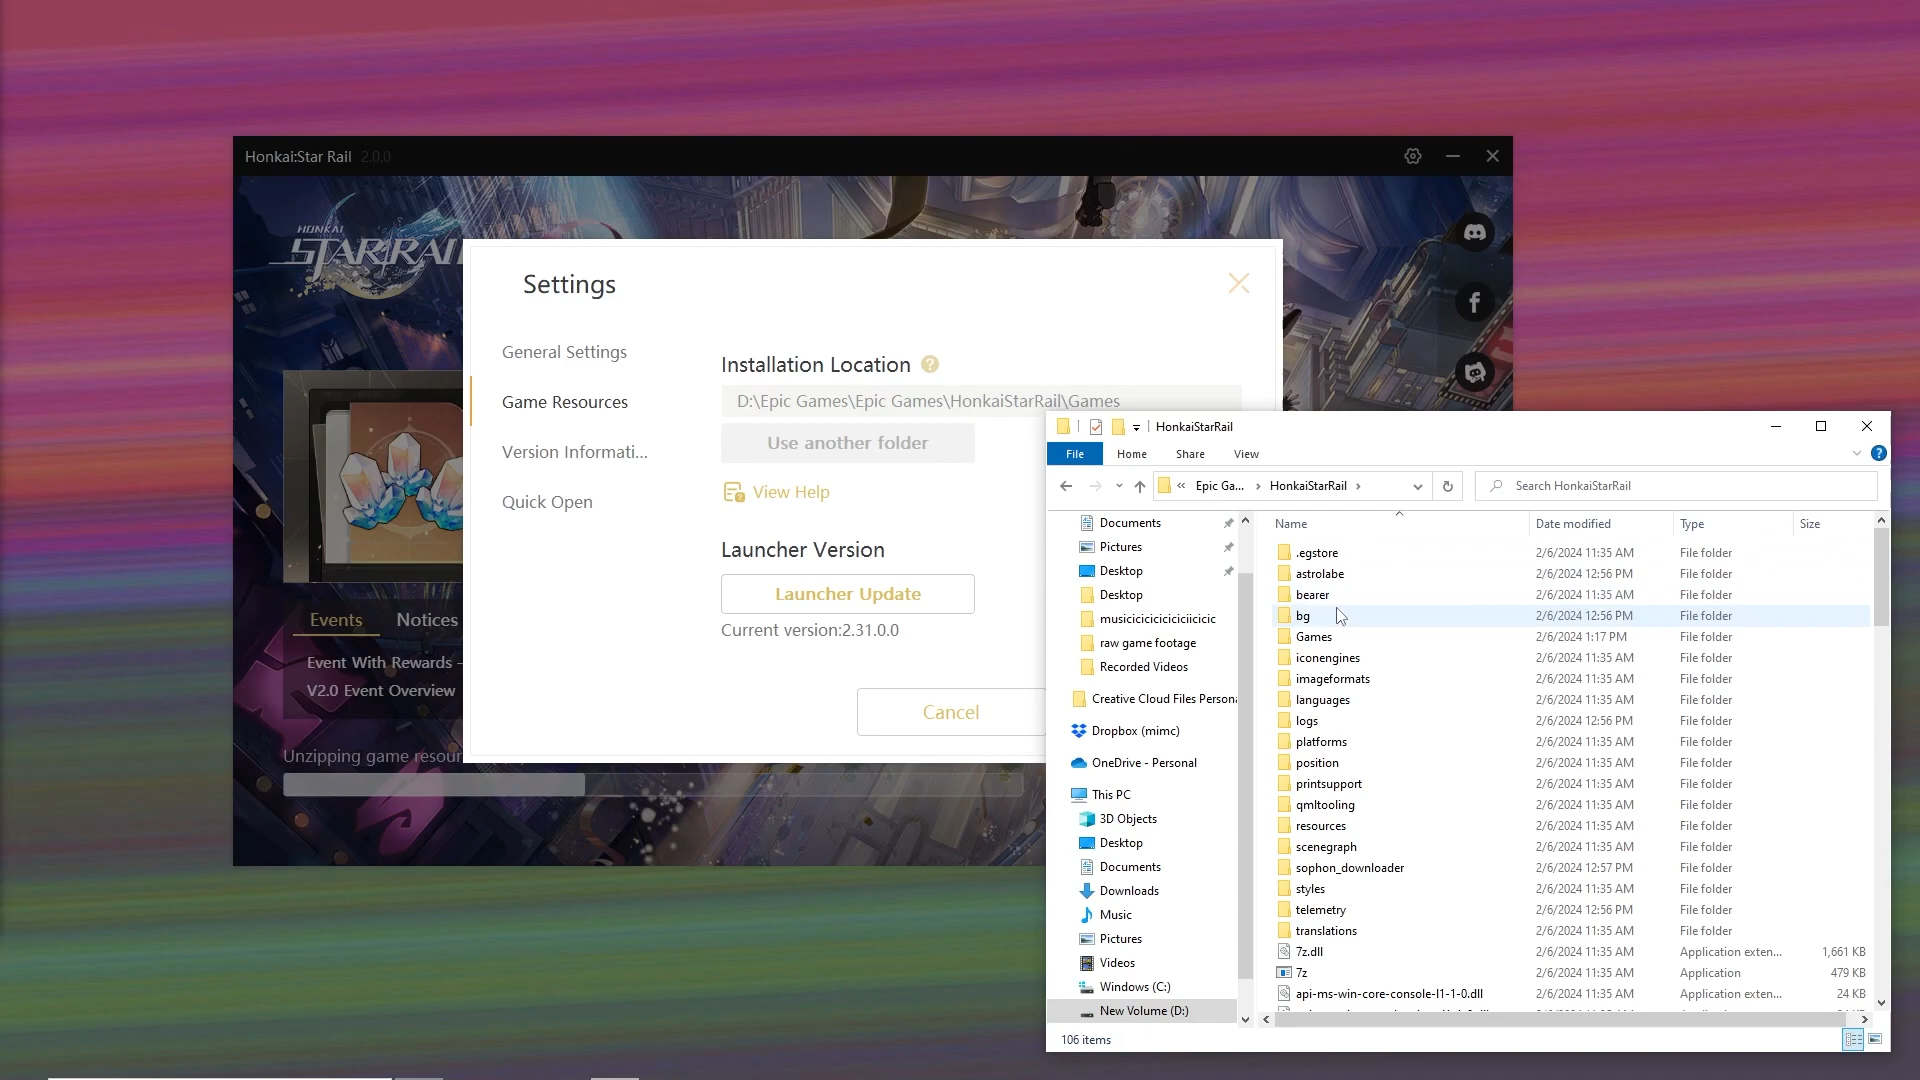 Honkai:Star Rail 2.0.0
HONKAI
STAR RAIL
Settings
General Settings
Game Resources
Version Informati...
Quick Open
Installation Location ?
D:\Epic Games\Epic Games\HonkaiStarRail\Games
Use another folder
View Help
Launcher Version
Launcher Update
Current version:2.31.0.0
Cancel
Events Notices
Event With Rewards –
V2.0 Event Overview
Unzipping game resour
HonkaiStarRail
File Home Share View
« Epic Ga... › HonkaiStarRail ›
Search HonkaiStarRail
Documents
Pictures
Desktop
Desktop
Recorded Videos
raw game footage
Creative Cloud Files Persona
Dropbox (mimc)
OneDrive - Personal
This PC
3D Objects
Desktop
Documents
Downloads
Music
Pictures
Videos
Windows (C:)
New Volume (D:)
Name Date modified Type Size
.egstore 2/6/2024 11:35 AM File folder
astrolabe 2/6/2024 12:56 PM File folder
bearer 2/6/2024 11:35 AM File folder
bg 2/6/2024 12:56 PM File folder
Games 2/6/2024 1:17 PM File folder
iconengines 2/6/2024 11:35 AM File folder
imageformats 2/6/2024 11:35 AM File folder
languages 2/6/2024 11:35 AM File folder
logs 2/6/2024 12:56 PM File folder
platforms 2/6/2024 11:35 AM File folder
position 2/6/2024 11:35 AM File folder
printsupport 2/6/2024 11:35 AM File folder
qmltooling 2/6/2024 11:35 AM File folder
resources 2/6/2024 11:35 AM File folder
scenegraph 2/6/2024 11:35 AM File folder
sophon_downloader 2/6/2024 12:57 PM File folder
styles 2/6/2024 11:35 AM File folder
telemetry 2/6/2024 12:56 PM File folder
translations 2/6/2024 11:35 AM File folder
7z.dll 2/6/2024 11:35 AM Application exten... 1,661 KB
7z 2/6/2024 11:35 AM Application 479 KB
api-ms-win-core-console-l1-1-0.dll 2/6/2024 11:35 AM Application exten... 24 KB
106 items